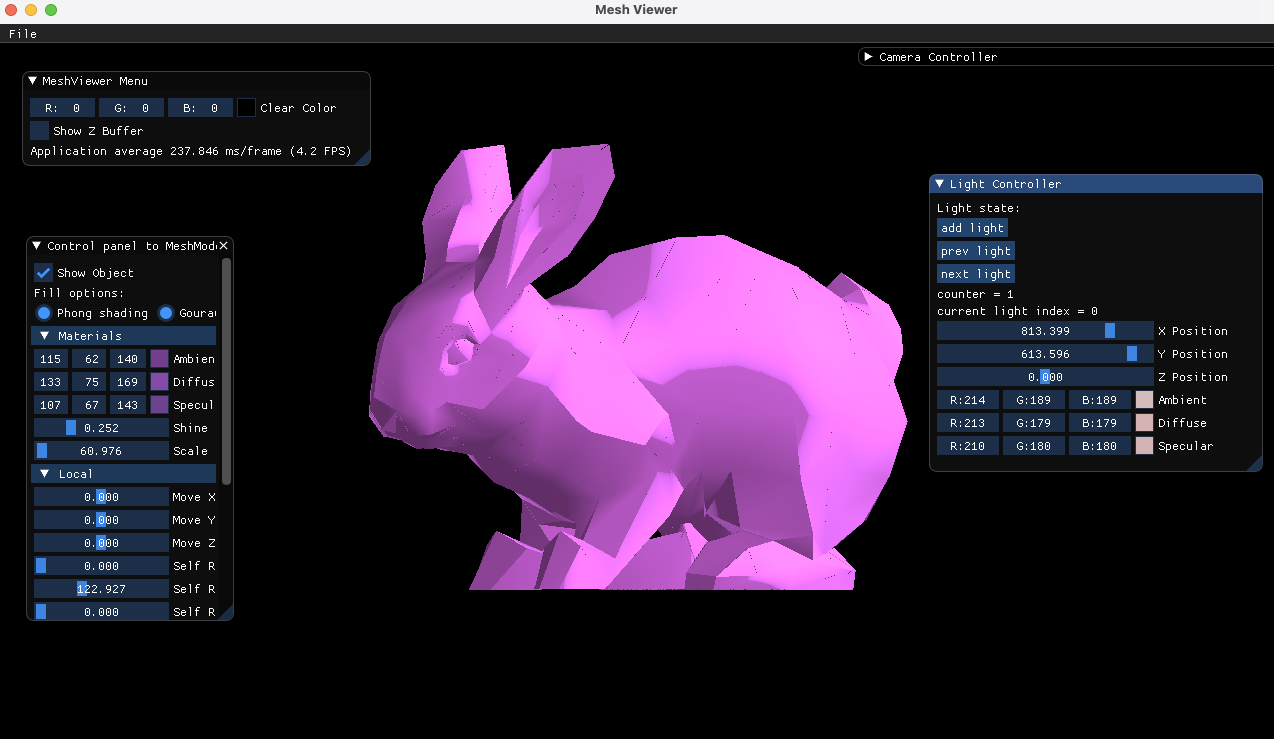 Mesh Viewer
File
Camera Controller
MeshViewer Menu
R: 0 G: 0 B: 0 Clear Color
Show Z Buffer
Application average 237.846 ms/frame (4.2 FPS)
Light Controller
Light state:
add light
prev light
next light
counter = 1
current light index = 0
813.399 X Position
613.596 Y Position
0.000 Z Position
R:214 G:189 B:189 Ambient
R:213 G:179 B:179 Diffuse
R:210 G:180 B:180 Specular
Control panel to MeshMod
Show Object
Fill options:
Phong shading Gourau
Materials
115 62 140 Ambien
133 75 169 Diffus
107 67 143 Specul
0.252 Shine
60.976 Scale
Local
0.000 Move X
0.000 Move Y
0.000 Move Z
0.000 Self R
122.927 Self R
0.000 Self R